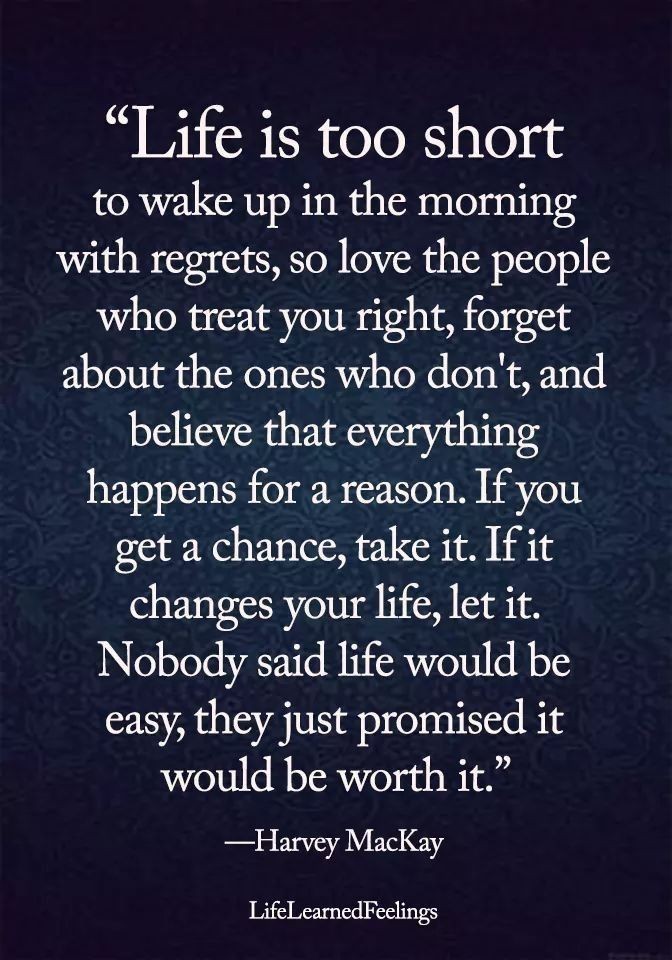 “Life is too short
to wake up in the morning
with regrets, so love the people
who treat you right, forget
about the ones who don't, and
believe that everything
happens for a reason. If you
get a chance, take it. If it
changes your life, let it.
Nobody said life would be
easy, they just promised it
would be worth it.”
—Harvey MacKay
LifeLearnedFeelings